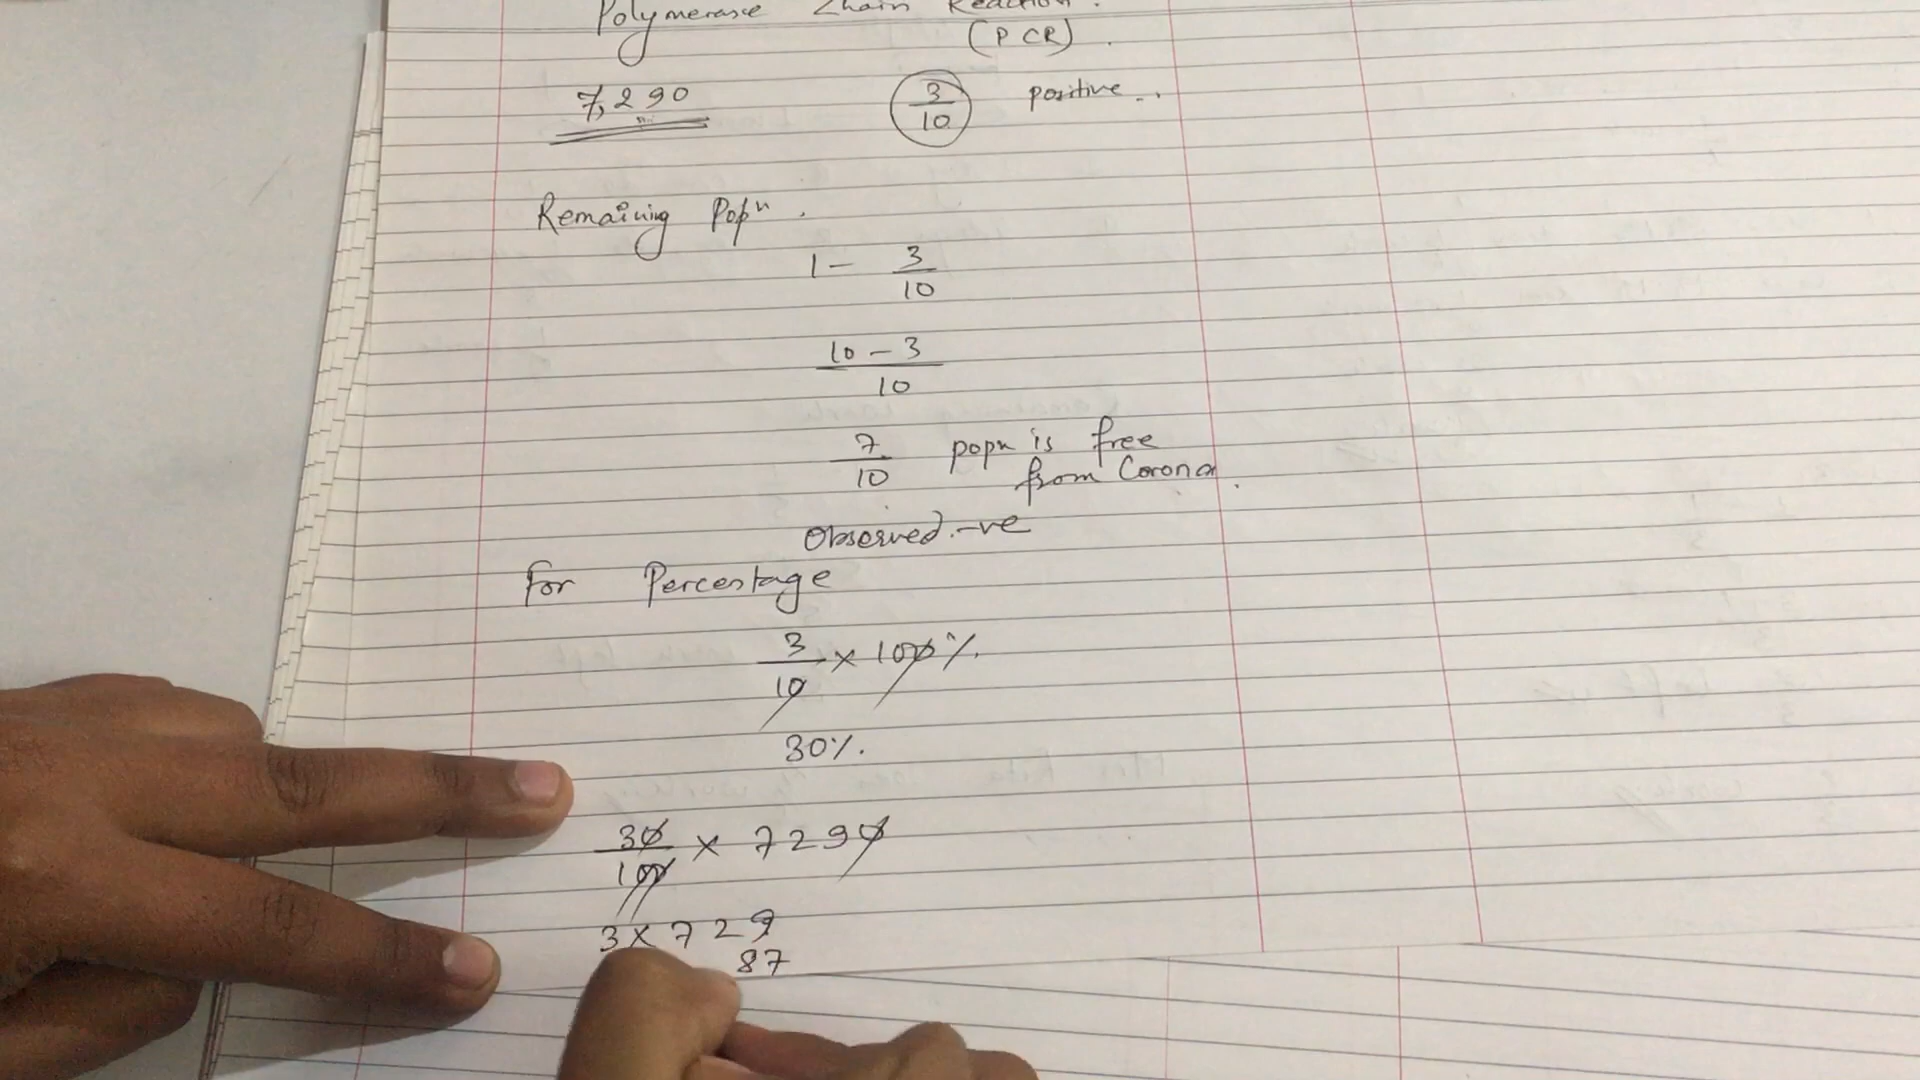 Polymerase Chain Reaction.
(PCR).
7,290
3/10 positive..
Remaining Popn.
1 - 3/10
10 - 3
10
7/10 popn is free
from Corona.
Observed -ve
For Percentage
3/10 × 100%.
30%.
30/100 × 7290
3 × 729
87